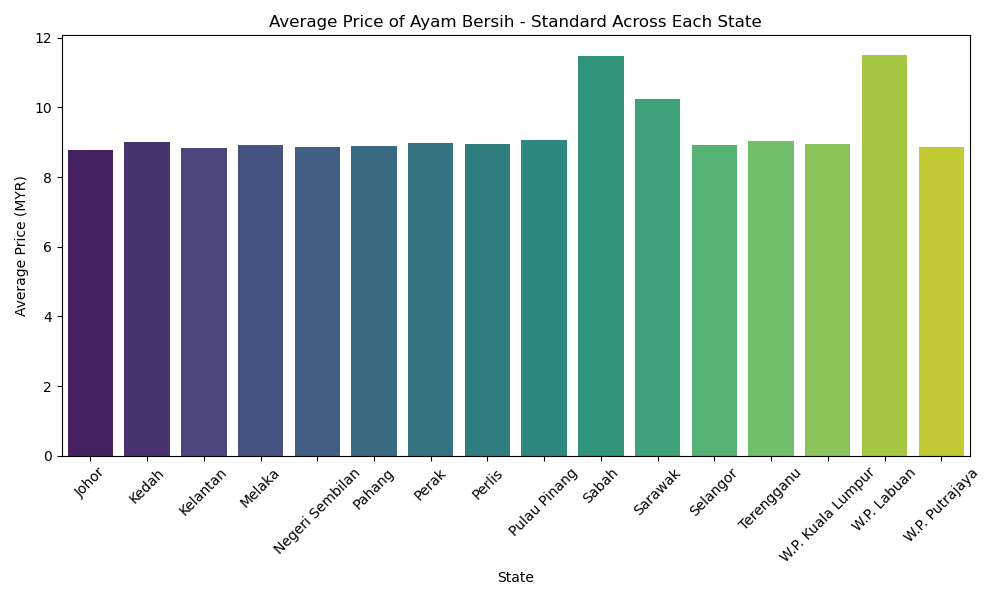 Average Price of Ayam Bersih - Standard Across Each State
Average Price (MYR)
12
10
8
6
4
2
0
Johor
Kedah
Kelantan
Melaka
Negeri Sembilan
Pahang
Perak
Perlis
Pulau Pinang
Sabah
Sarawak
Selangor
Terengganu
W.P. Kuala Lumpur
W.P. Labuan
W.P. Putrajaya
State